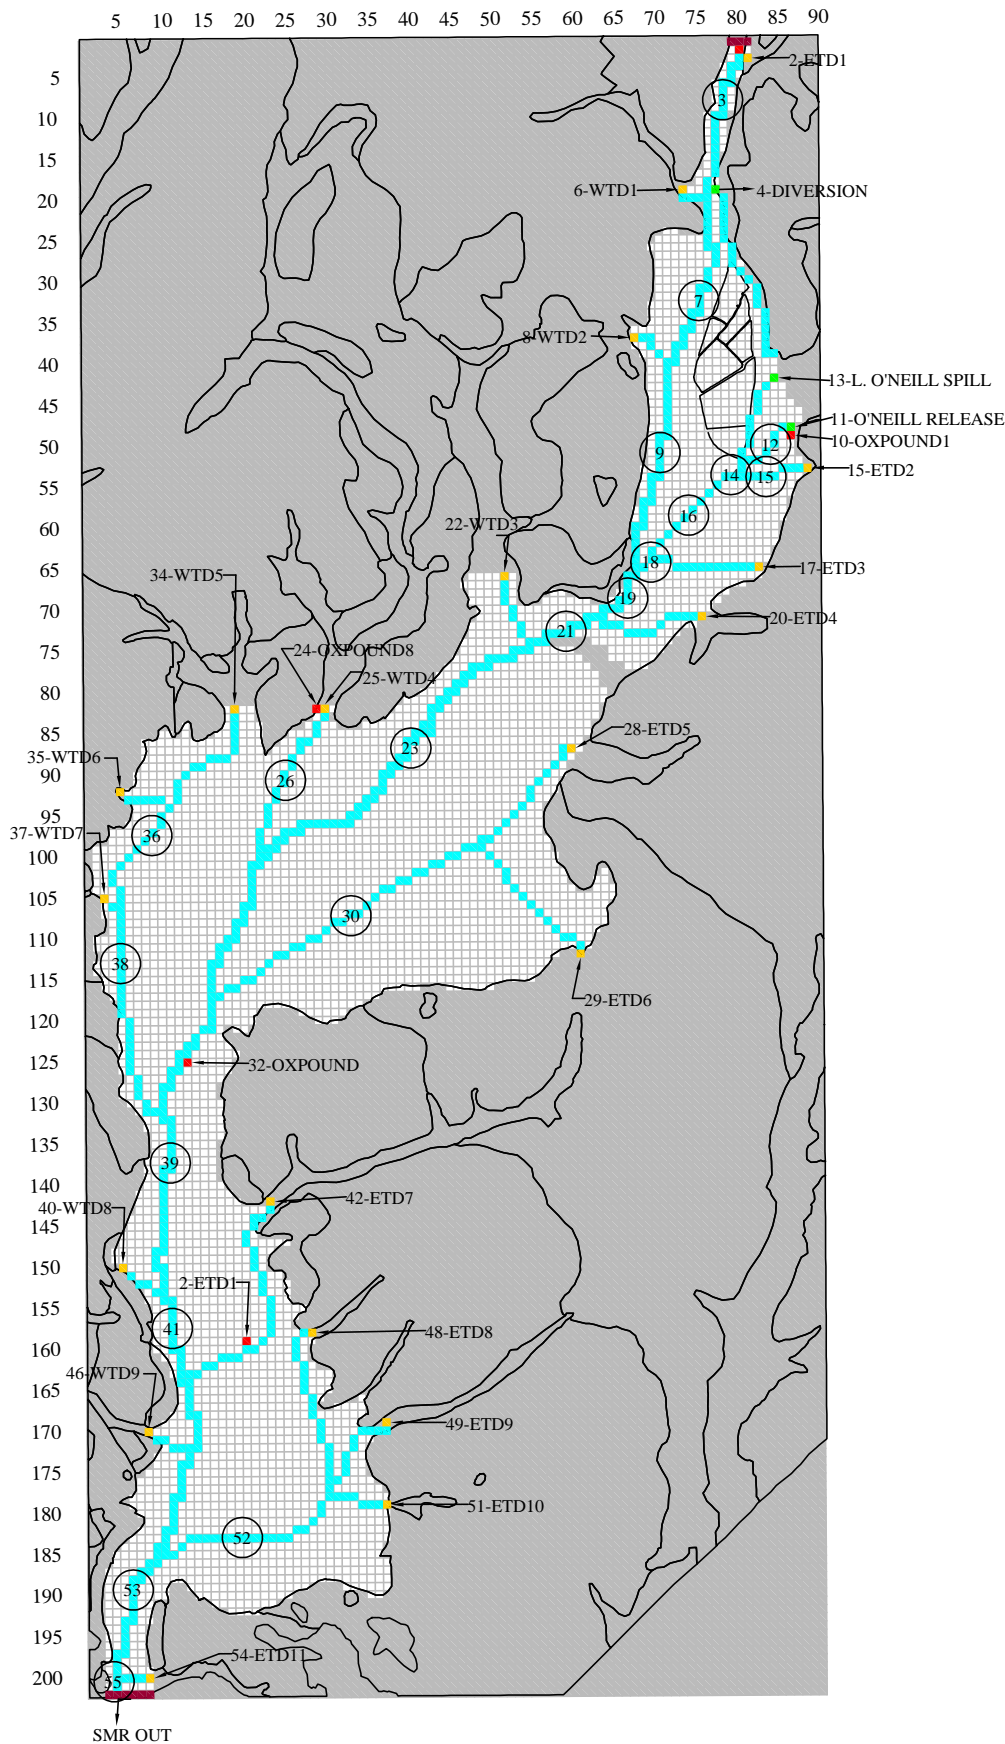 5 10 15 20 25 30 35 40 45 50 55 60 65 70 75 80 85 90
2-ETD1
5
3
10
15
6-WTD1
4-DIVERSION
20
25
30
7
35
8-WTD2
40
13-L. O'NEILL SPILL
45
11-O'NEILL RELEASE
12
10-OXPOUND1
50
9
15-ETD2
14
15
55
16
22-WTD3
60
18
17-ETD3
34-WTD5
65
19
70
20-ETD4
21
24-OXPOUND8
75
25-WTD4
80
28-ETD5
85
23
35-WTD6
90
26
95
37-WTD7
36
100
105
30
110
38
115
29-ETD6
120
32-OXPOUND
125
130
135
39
140
42-ETD7
40-WTD8
145
150
2-ETD1
155
41
48-ETD8
160
46-WTD9
165
49-ETD9
170
175
51-ETD10
180
52
185
53
190
195
54-ETD11
200
55
SMR OUT